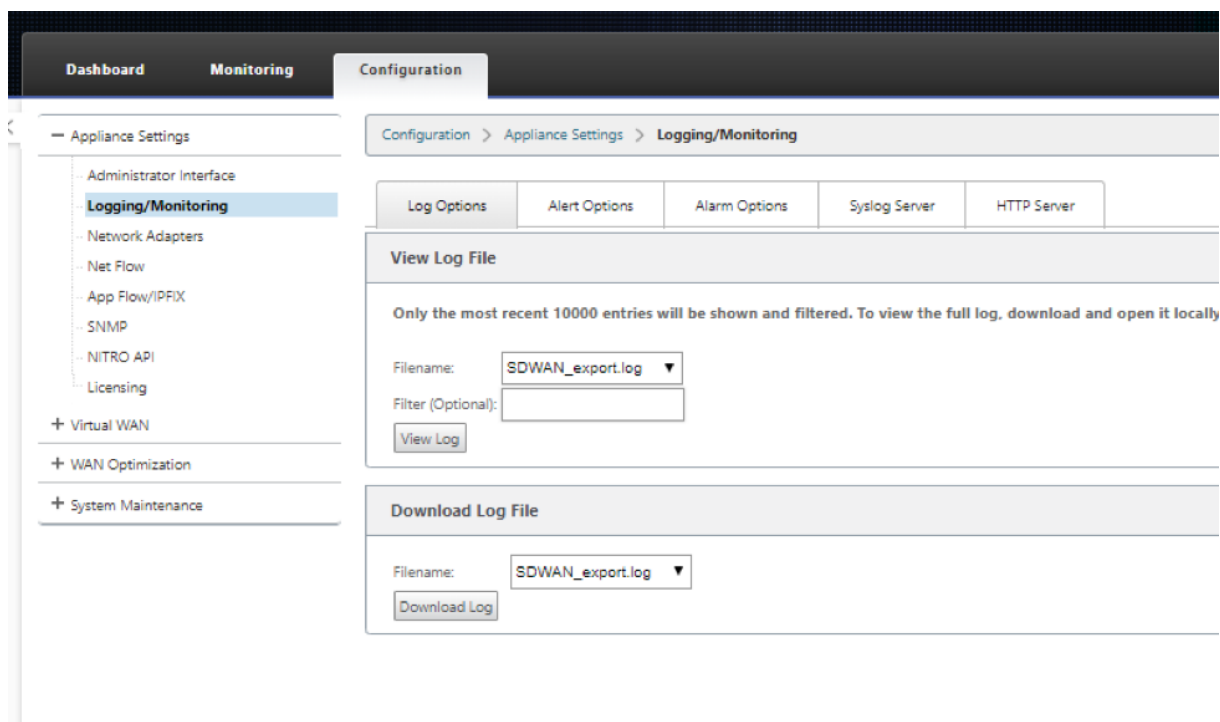 Dashboard Monitoring Configuration
Appliance Settings
Administrator Interface
Logging/Monitoring
Network Adapters
Net Flow
App Flow/IPFIX
SNMP
NITRO API
Licensing
Virtual WAN
WAN Optimization
System Maintenance
Configuration > Appliance Settings > Logging/Monitoring
Log Options Alert Options Alarm Options Syslog Server HTTP Server
View Log File
Only the most recent 10000 entries will be shown and filtered. To view the full log, download and open it locally
Filename: SDWAN_export.log
Filter (Optional):
View Log
Download Log File
Filename: SDWAN_export.log
Download Log